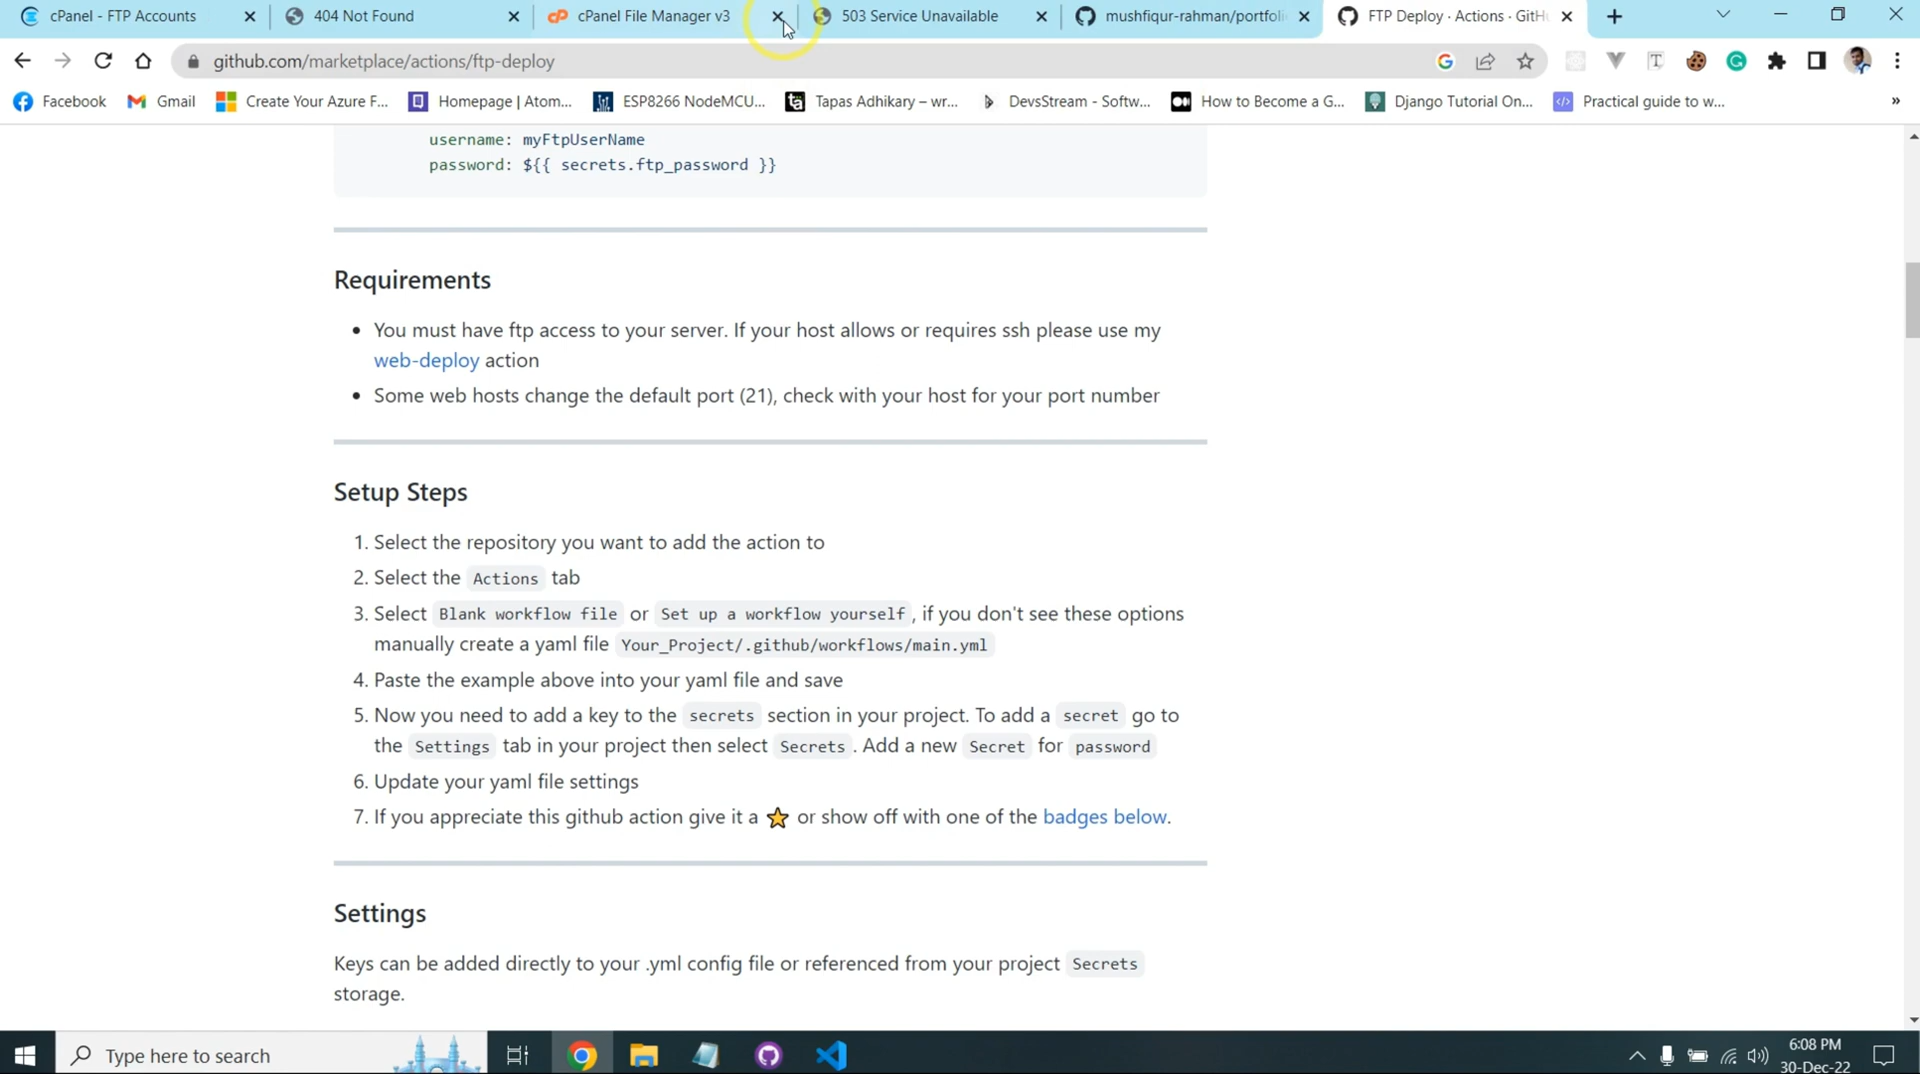 cPanel - FTP Accounts
404 Not Found
cPanel File Manager v3
503 Service Unavailable
mushfiqur-rahman/portfoli
FTP Deploy · Actions · GitH
github.com/marketplace/actions/ftp-deploy
Facebook
Gmail
Create Your Azure F...
Homepage | Atom...
ESP8266 NodeMCU...
Tapas Adhikary – wr...
DevsStream - Softw...
How to Become a G...
Django Tutorial On...
Practical guide to w...
username: myFtpUserName
password: ${{ secrets.ftp_password }}
Requirements
You must have ftp access to your server. If your host allows or requires ssh please use my
web-deploy action
Some web hosts change the default port (21), check with your host for your port number
Setup Steps
1. Select the repository you want to add the action to
2. Select the Actions tab
3. Select Blank workflow file or Set up a workflow yourself, if you don't see these options
manually create a yaml file Your_Project/.github/workflows/main.yml
4. Paste the example above into your yaml file and save
5. Now you need to add a key to the secrets section in your project. To add a secret go to
the Settings tab in your project then select Secrets. Add a new Secret for password
6. Update your yaml file settings
7. If you appreciate this github action give it a ⭐ or show off with one of the badges below.
Settings
Keys can be added directly to your .yml config file or referenced from your project Secrets
storage.
Type here to search
6:08 PM
30-Dec-22